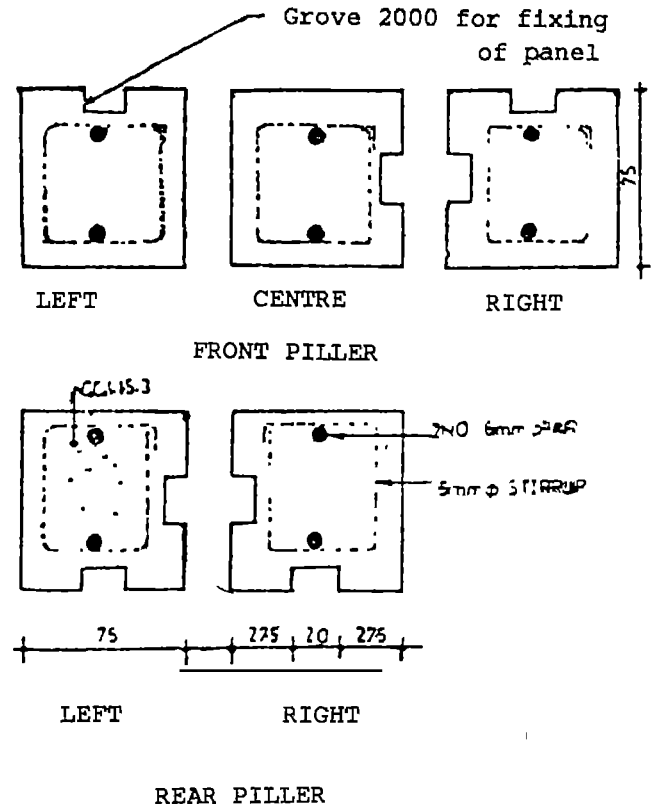 Grove 2000 for fixing
of panel
75
LEFT
CENTRE
RIGHT
FRONT PILLER
2NO 6mm
5mm φ STIRRUP
75
275
20
275
LEFT
RIGHT
REAR PILLER